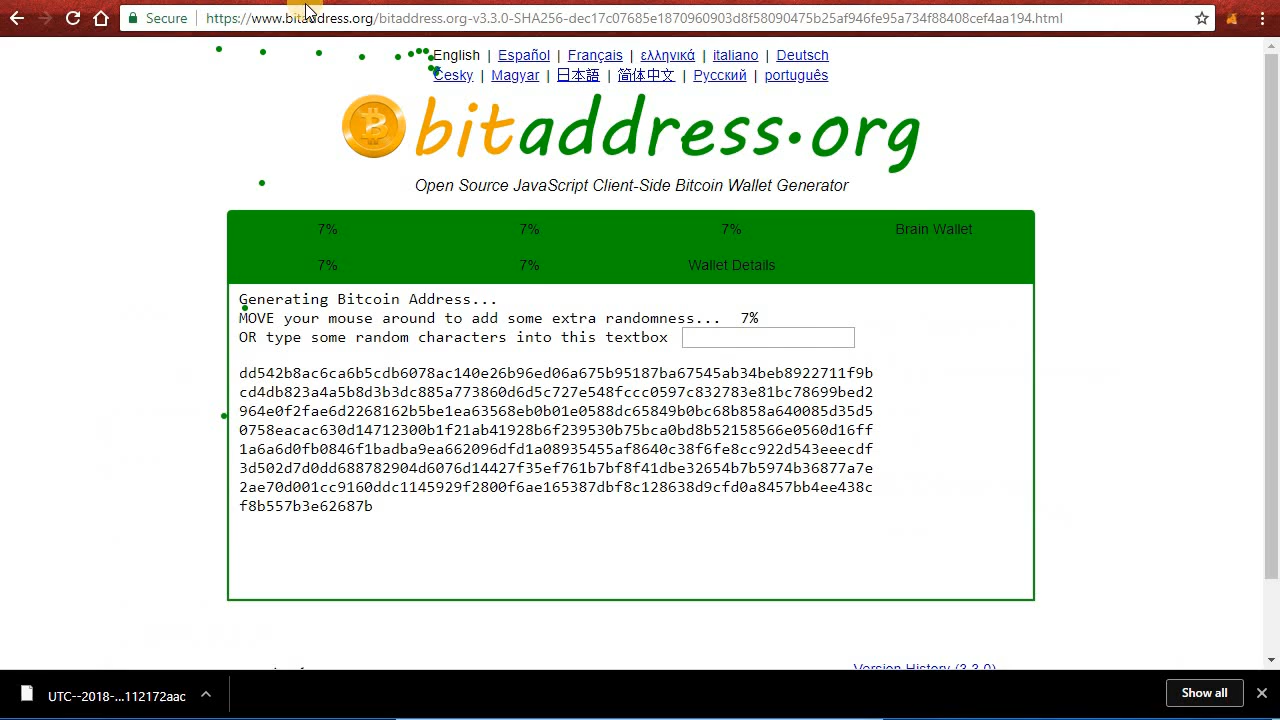 Secure | https://www.bitaddress.org/bitaddress.org-v3.3.0-SHA256-dec17c07685e1870960903d8f58090475b25af946fe95a734f88408cef4aa194.html
English | Español | Français | ελληνικά | italiano | Deutsch
Česky | Magyar | 日本語 | 简体中文 | Русский | português
bitaddress.org
Open Source JavaScript Client-Side Bitcoin Wallet Generator
7% 7% 7% Brain Wallet
7% 7% Wallet Details
Generating Bitcoin Address...
MOVE your mouse around to add some extra randomness... 7%
OR type some random characters into this textbox
dd542b8ac6ca6b5cdb6078ac140e26b96ed06a675b95187ba67545ab34beb8922711f9b
cd4db823a4a5b8d3b3dc885a773860d6d5c727e548fccc0597c832783e81bc78699bed2
964e0f2fae6d2268162b5be1ea63568eb0b01e0588dc65849b0bc68b858a640085d35d5
0758eacac630d14712300b1f21ab41928b6f239530b75bca0bd8b52158566e0560d16ff
1a6a6d0fb0846f1badba9ea662096dfd1a08935455af8640c38f6fe8cc922d543eeecdf
3d502d7d0dd688782904d6076d14427f35ef761b7bf8f41dbe32654b7b5974b36877a7e
2ae70d001cc9160ddc1145929f2800f6ae165387dbf8c128638d9cfd0a8457bb4ee438c
f8b557b3e62687b
Version History (3.3.0)
UTC--2018-...112172aac
Show all